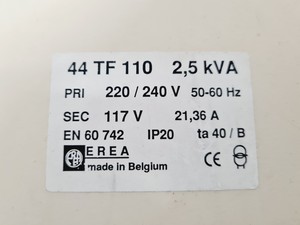 44 TF 110 2,5 kVA
PRI 220 / 240 V 50-60 Hz
SEC 117 V 21,36 A
EN 60 742 IP20 ta 40 / B
EREA
made in Belgium
CE